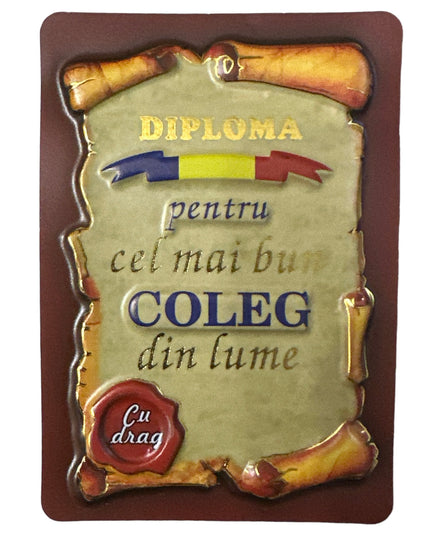 DIPLOMA
pentru
cel mai bun
COLEG
din lume
Cu
drag